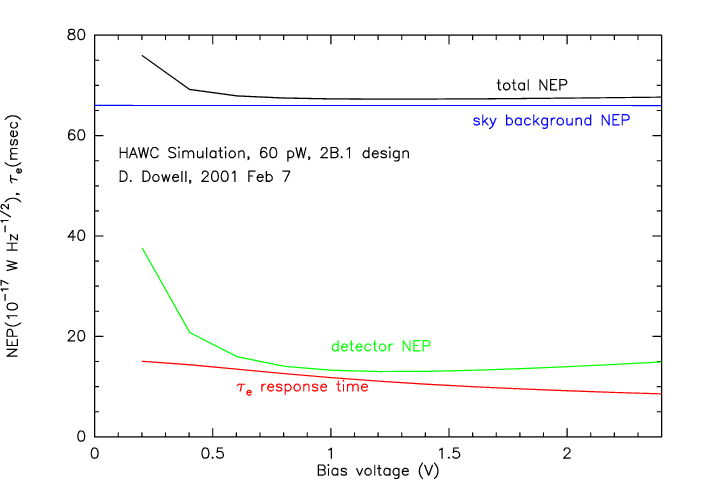 80
60
40
20
0
0
0.5
1
1.5
2
NEP(10⁻¹⁷ W Hz⁻¹ᐟ²), τₑ(msec)
total NEP
sky background NEP
HAWC Simulation, 60 pW, 2B.1 design
D. Dowell, 2001 Feb 7
detector NEP
τₑ response time
Bias voltage (V)